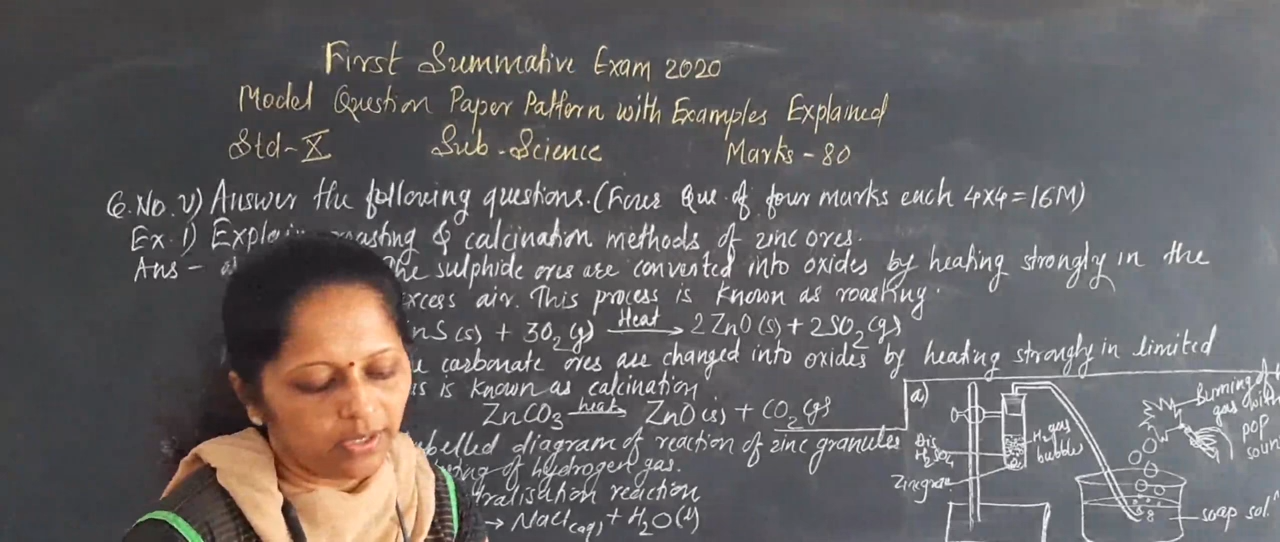 First Summative Exam 2020
Model Question Paper Pattern with Examples Explained
Std-X Sub-Science Marks-80
Q.No.V) Answer the following questions. (Four Que. of four marks each 4x4=16M)
Ex.1) Explain roasting & calcination methods of zinc ores.
Ans - The sulphide ores are converted into oxides by heating strongly in the
excess air. This process is known as roasting.
nS(s) + 3O₂(g) Heat→ 2ZnO(s) + 2SO₂(g)
carbonate ores are changed into oxides by heating strongly in limited
is known as calcination
ZnCO₃ heat→ ZnO(s) + CO₂(g)
belled diagram of reaction of zinc granules
of hydrogen gas.
tralisation reaction
→ NaCl(aq) + H₂O(l)
a)
Burning of
gas with
pop
soun
H₂ gas
bubbles
Dil
H₂SO₄
Zinc gran.
soap solⁿ